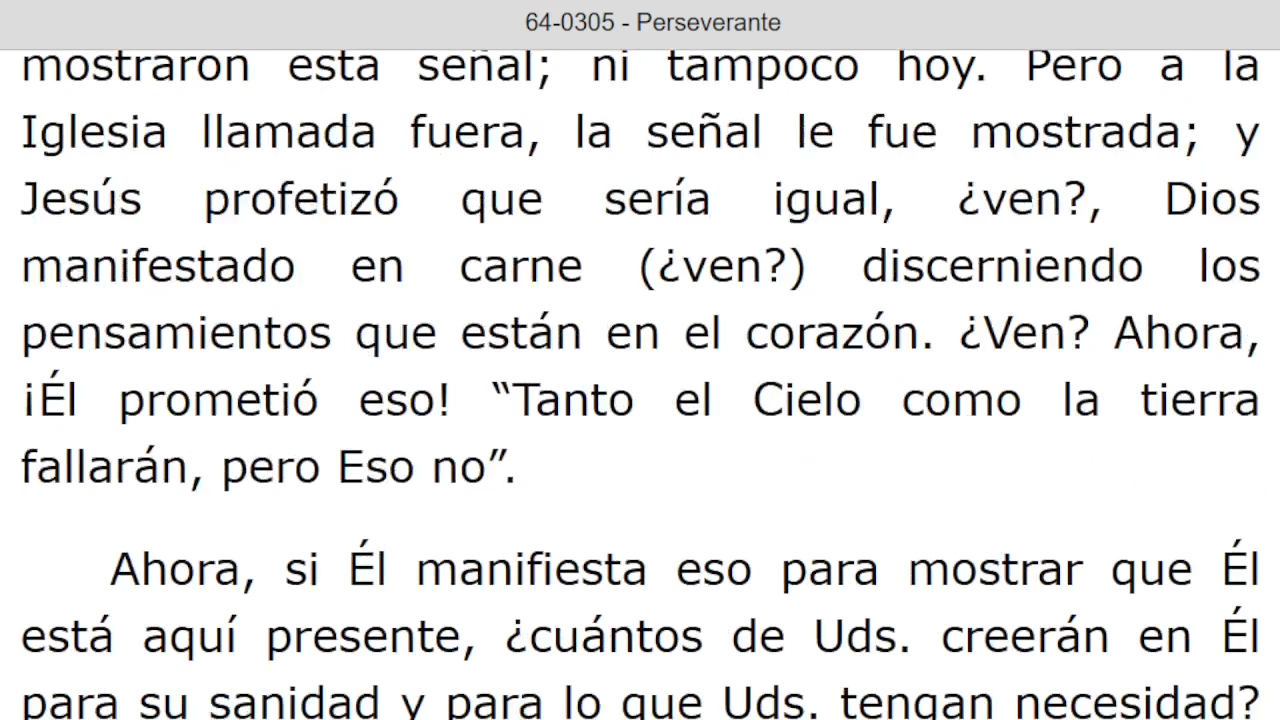 64-0305 - Perseverante
mostraron esta señal; ni tampoco hoy. Pero a la
Iglesia llamada fuera, la señal le fue mostrada; y
Jesús profetizó que sería igual, ¿ven?, Dios
manifestado en carne (¿ven?) discerniendo los
pensamientos que están en el corazón. ¿Ven? Ahora,
¡Él prometió eso! “Tanto el Cielo como la tierra
fallarán, pero Eso no”.
Ahora, si Él manifiesta eso para mostrar que Él
está aquí presente, ¿cuántos de Uds. creerán en Él
para su sanidad y para lo que Uds. tengan necesidad?